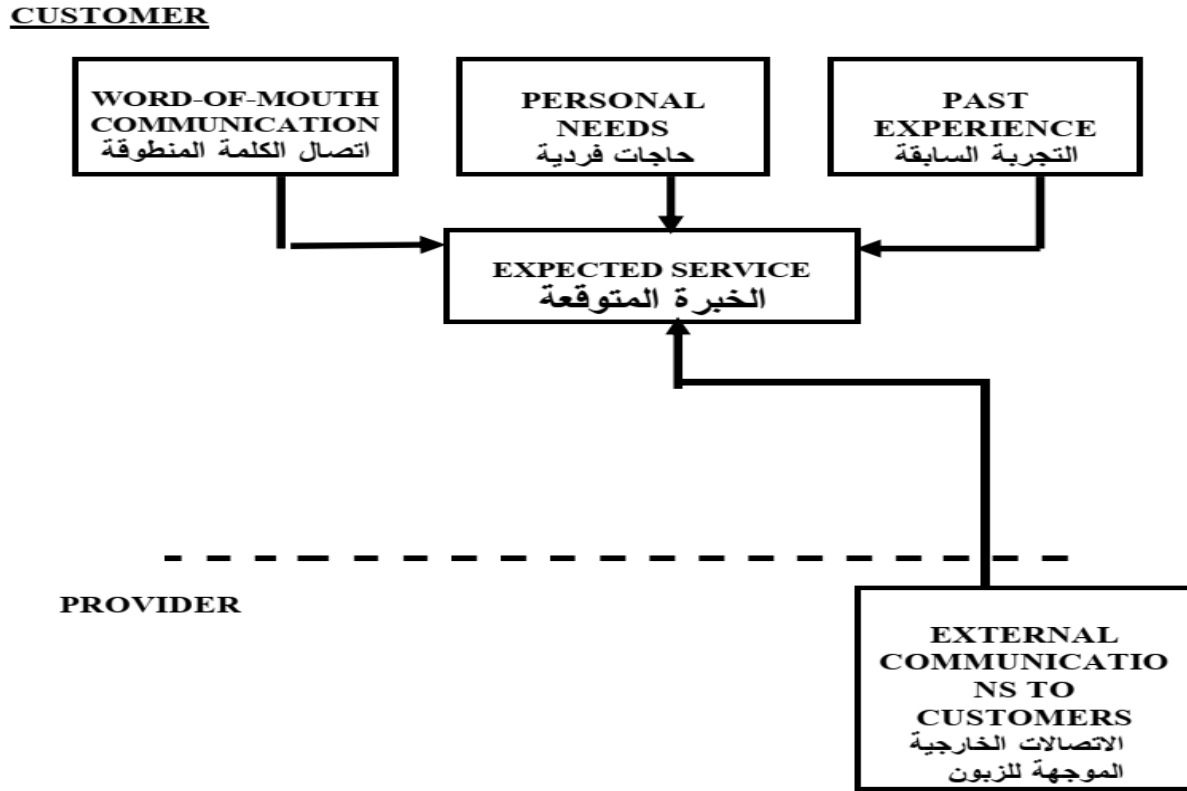 CUSTOMER
WORD-OF-MOUTH
COMMUNICATION
اتصال الكلمة المنطوقة
PERSONAL
NEEDS
حاجات فردية
PAST
EXPERIENCE
التجربة السابقة
EXPECTED SERVICE
الخبرة المتوقعة
PROVIDER
EXTERNAL
COMMUNICATIO
NS TO
CUSTOMERS
الاتصالات الخارجية
الموجهة للزبون